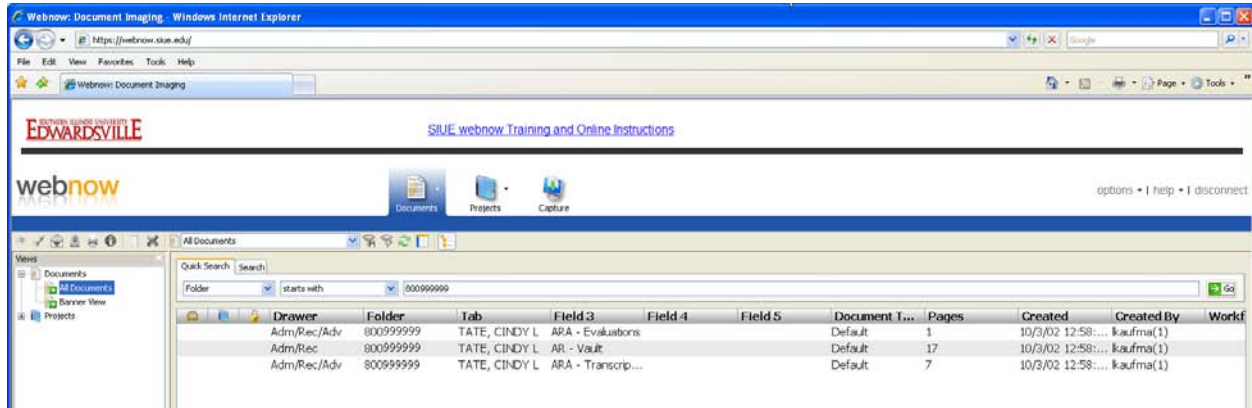 Webnow: Document Imaging - Windows Internet Explorer
https://webnow.siue.edu/
Google
File Edit View Favorites Tools Help
Webnow: Document Imaging
Page Tools
SOUTHERN ILLINOIS UNIVERSITY
EDWARDSVILLE
SIUE webnow Training and Online Instructions
webnow
Documents Projects Capture
options | help | disconnect
All Documents
Views
Documents
All Documents
Banner View
Projects
Quick Search Search
Folder starts with 800999999 Go
Drawer Folder Tab Field 3 Field 4 Field 5 Document T... Pages Created Created By Workf
Adm/Rec/Adv 800999999 TATE, CINDY L ARA - Evaluations Default 1 10/3/02 12:58:... kaufma(1)
Adm/Rec 800999999 TATE, CINDY L AR - Vault Default 17 10/3/02 12:58:... kaufma(1)
Adm/Rec/Adv 800999999 TATE, CINDY L ARA - Transcrip... Default 7 10/3/02 12:58:... kaufma(1)